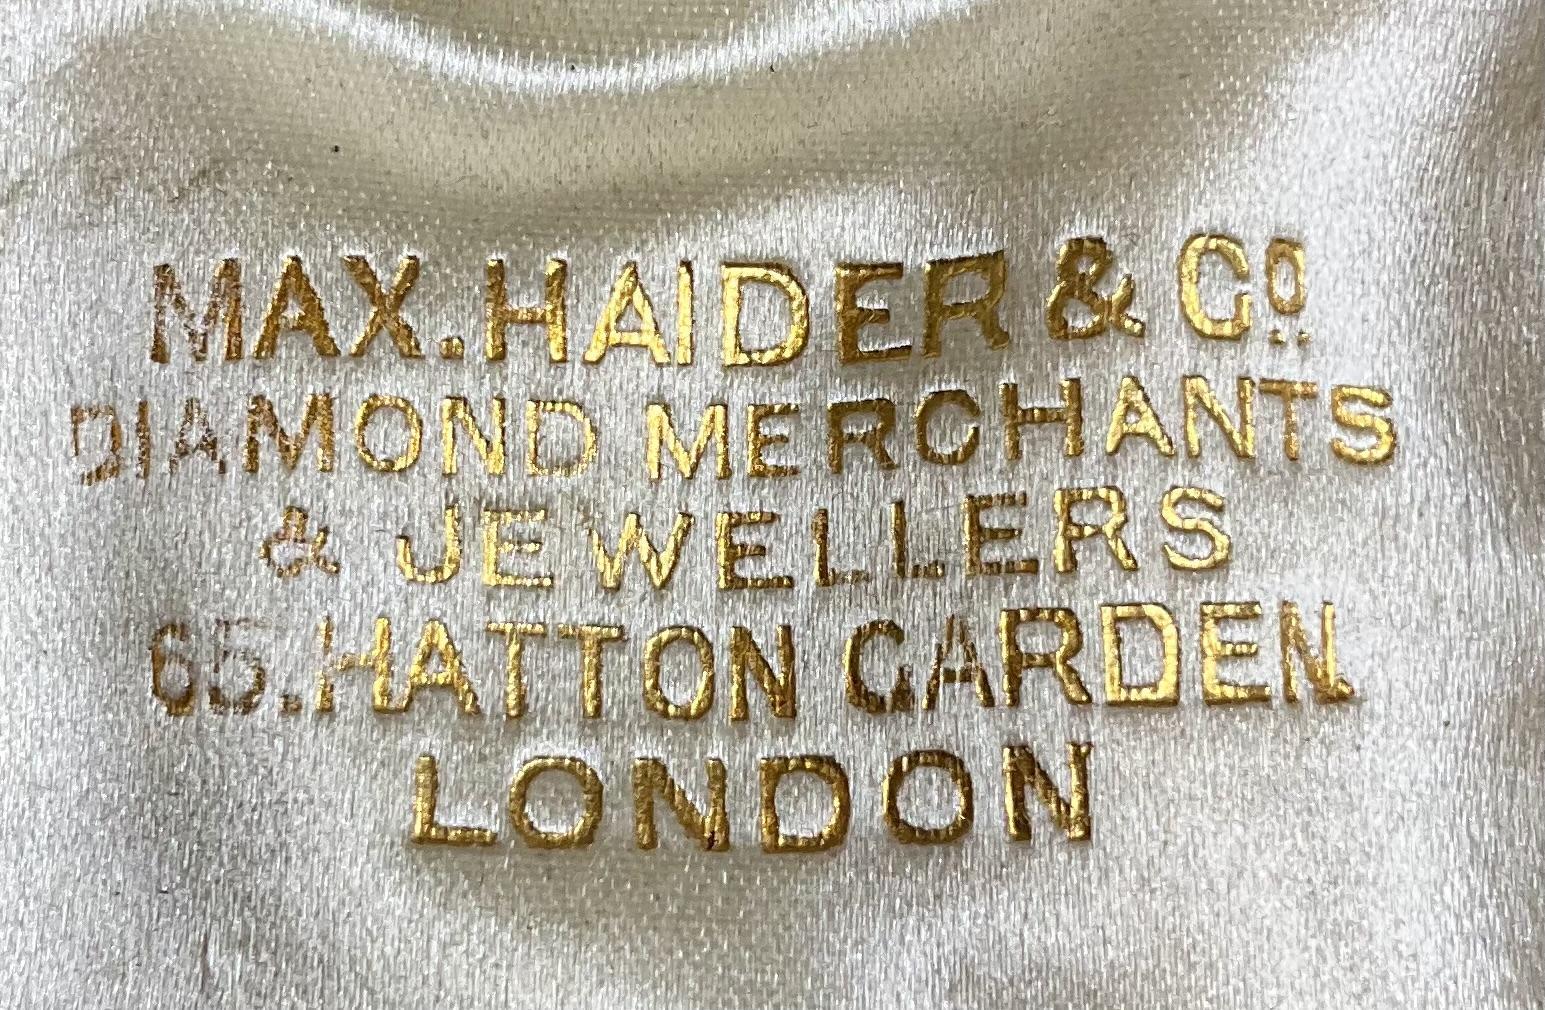 MAX. HAIDER & Cº
DIAMOND MERCHANTS
& JEWELLERS
65. HATTON GARDEN
LONDON